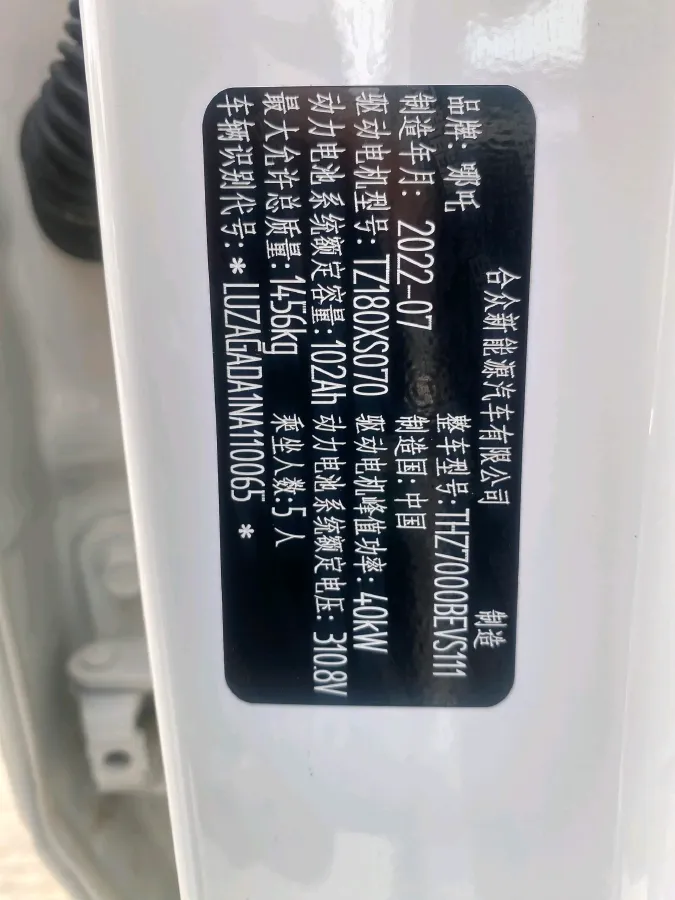 合众新能源汽车有限公司 制造
品牌: 哪吒 整车型号: THZ7000BEVS111
制造年月: 2022-07 制造国: 中国
驱动电机型号: TZ180XS070 驱动电机峰值功率: 40kW
动力电池系统额定容量: 102Ah 动力电池系统额定电压: 310.8V
最大允许总质量: 1456kg 乘坐人数: 5人
车辆识别代号: * LUZAGADA1NA110065 *